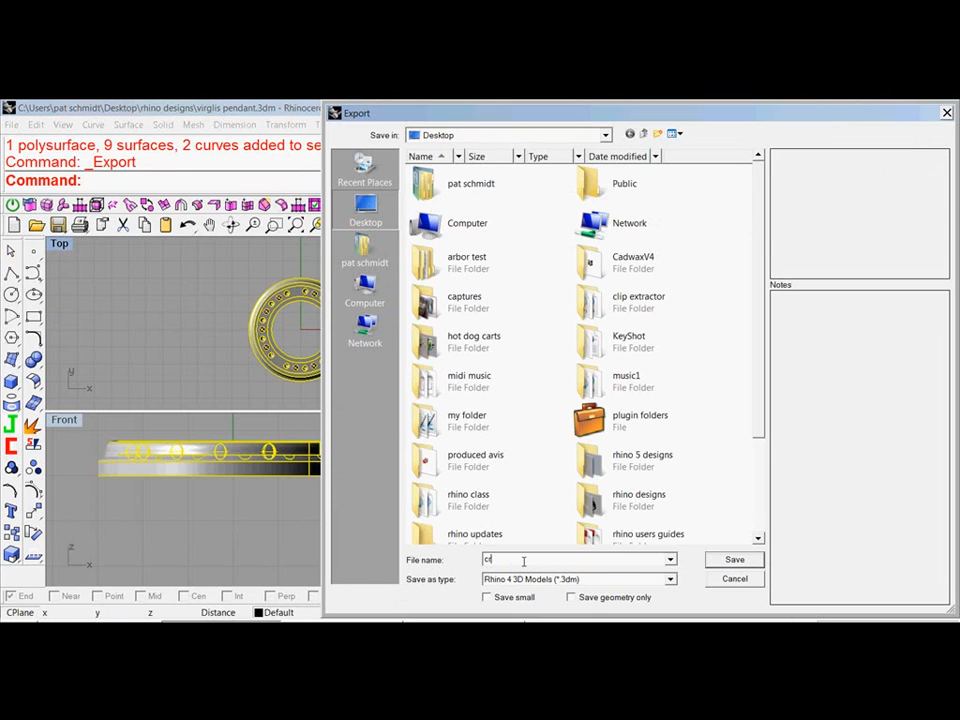 C:\Users\pat schmidt\Desktop\rhino designs\virglis pendant.3dm - Rhinocero
File Edit View Curve Surface Solid Mesh Dimension Transform T
1 polysurface, 9 surfaces, 2 curves added to se
Command: _Export
Command:
Top
y
x
Front
z
x
End Near Point Mid Cen Int Perp
CPlane x y z Distance Default
Export
Save in: Desktop
Name Size Type Date modified
Recent Places
Desktop
pat schmidt
Computer
Network
pat schmidt
Public
Computer
Network
arbor test
File Folder
CadwaxV4
File Folder
captures
File Folder
clip extractor
File Folder
hot dog carts
File Folder
KeyShot
File Folder
midi music
File Folder
music1
File Folder
my folder
File Folder
plugin folders
File
produced avis
File Folder
rhino 5 designs
File Folder
rhino class
File Folder
rhino designs
File Folder
rhino updates
rhino users guides
File name: cr
Save
Save as type: Rhino 4 3D Models (*.3dm)
Cancel
Save small Save geometry only
Notes